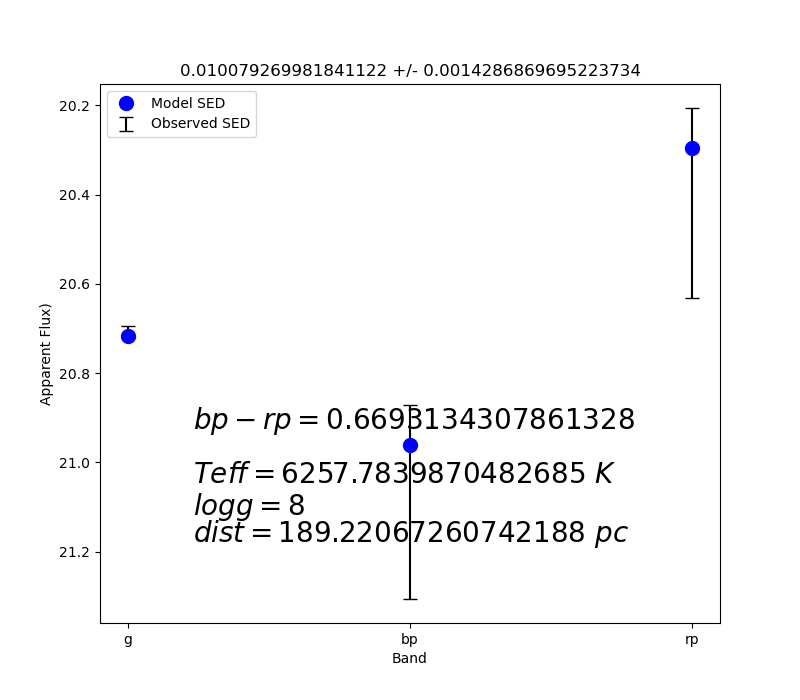 0.010079269981841122 +/- 0.0014286869695223734
Model SED
Observed SED
20.2
20.4
20.6
20.8
21.0
21.2
Apparent Flux)
bp − rp = 0.6693134307861328
Teff = 6257.7839870482685 K
logg = 8
dist = 189.22067260742188 pc
g
bp
rp
Band